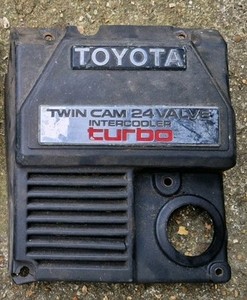 TOYOTA
TWIN CAM 24 VALVE
INTERCOOLER
turbo